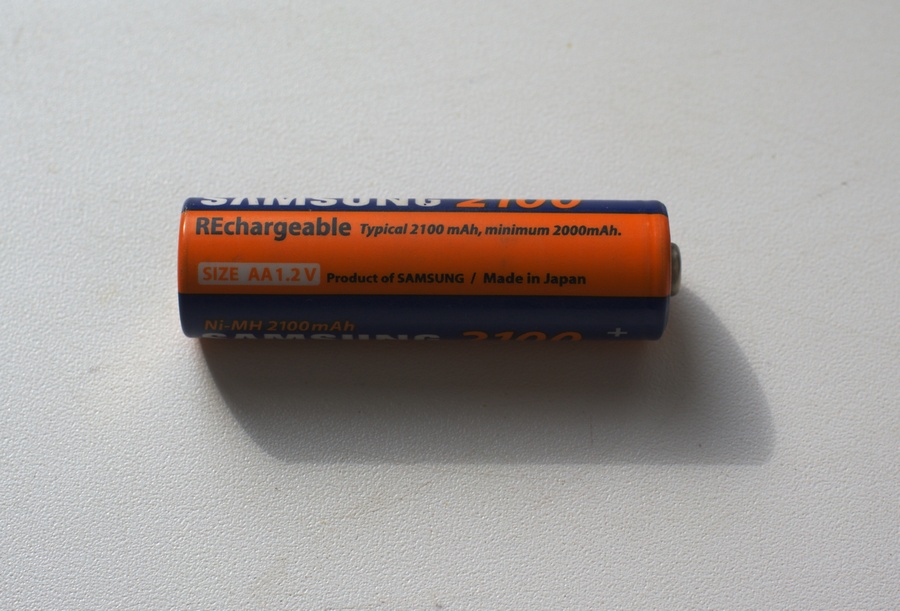 SAMSUNG 2100
REchargeable Typical 2100 mAh, minimum 2000mAh.
SIZE AA 1.2 V Product of SAMSUNG / Made in Japan
Ni-MH 2100mAh
SAMSUNG 2100 +